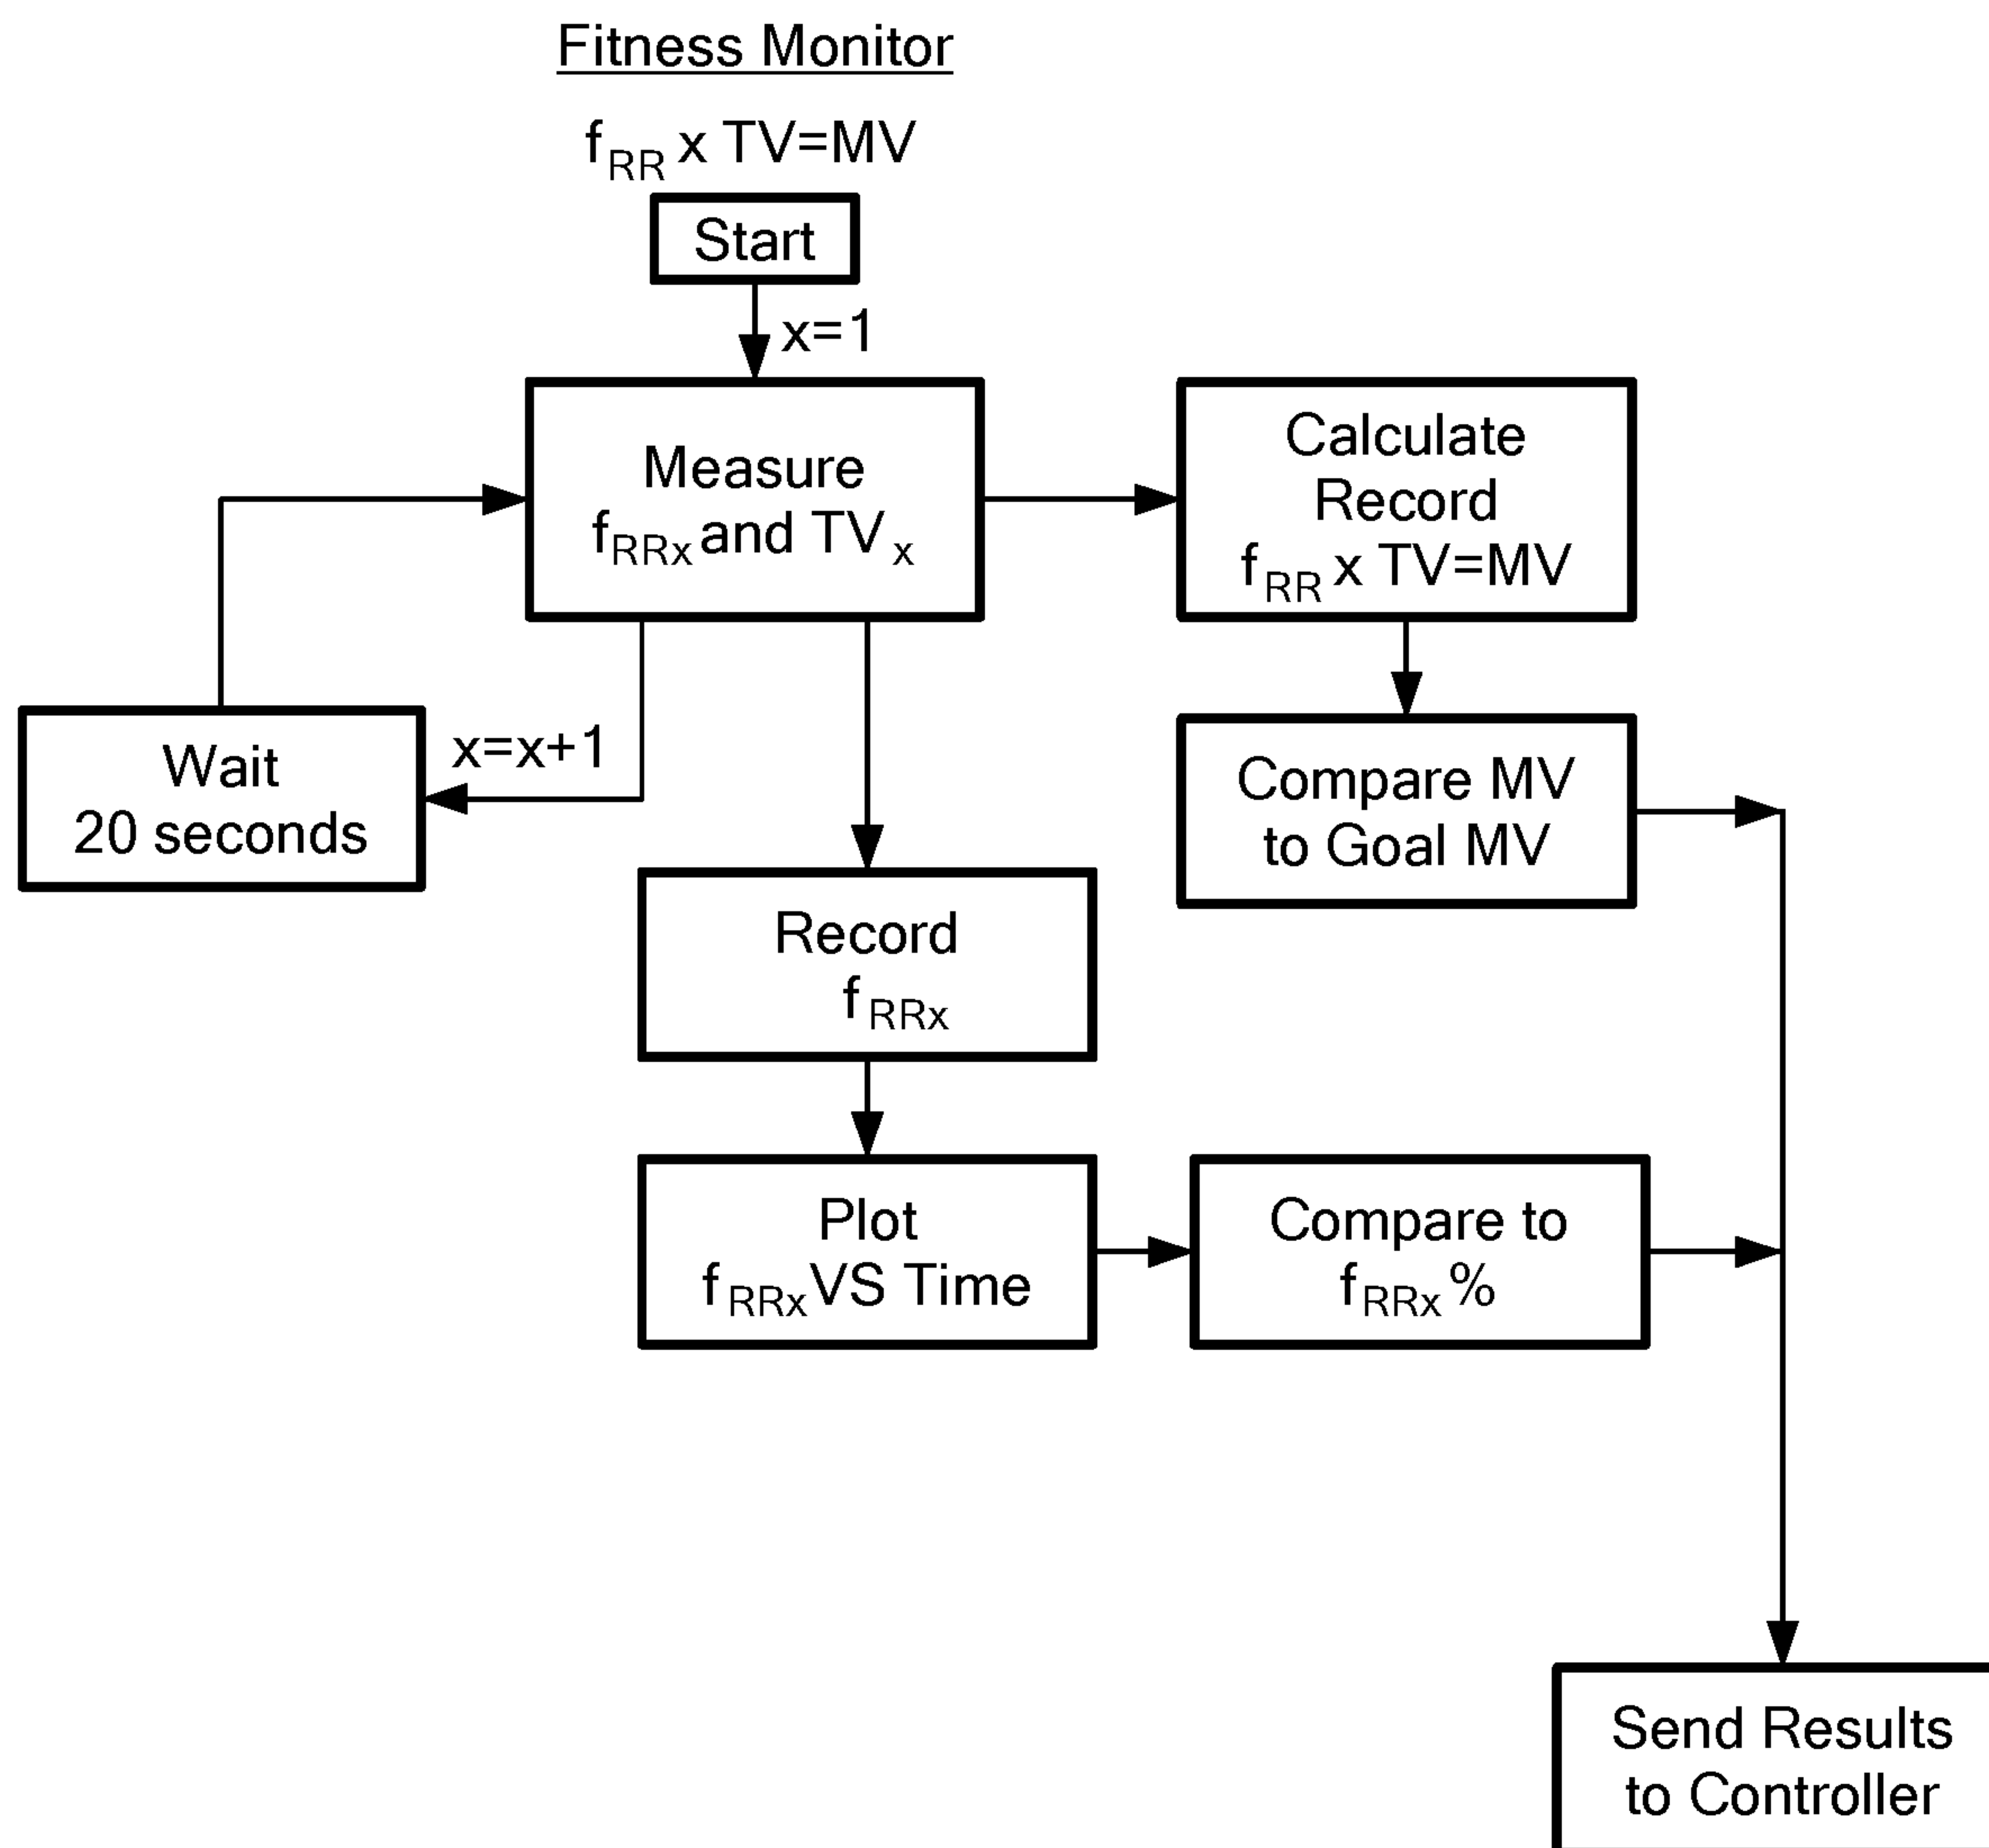 Fitness Monitor
fRR x TV=MV
Start
x=1
Measure
fRRx and TVx
Calculate
Record
fRR x TV=MV
Wait
20 seconds
x=x+1
Compare MV
to Goal MV
Record
fRRx
Plot
fRRx VS Time
Compare to
fRRx %
Send Results
to Controller